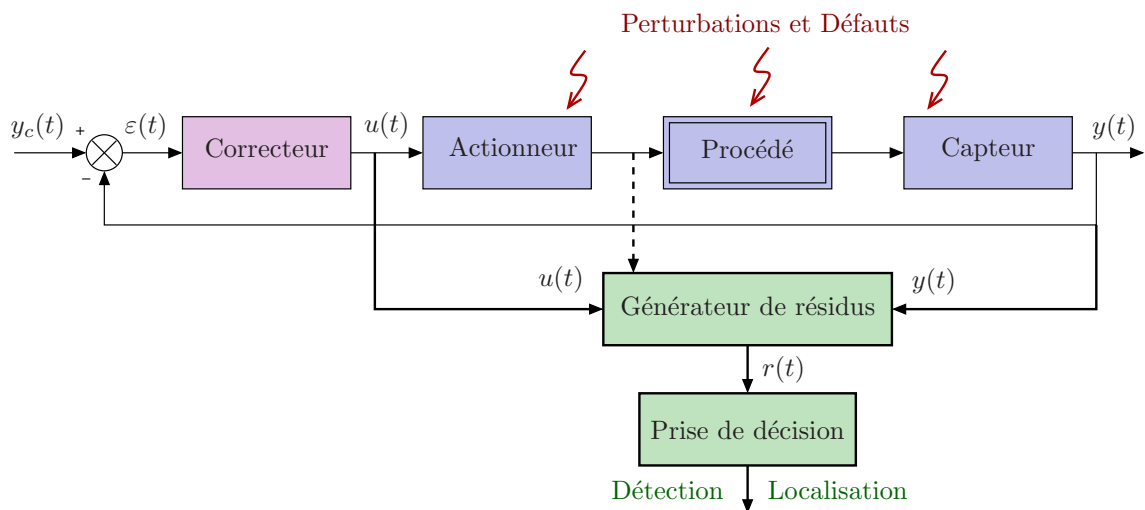 Perturbations et Défauts
y_c(t)
+
−
ε(t)
Correcteur
u(t)
Actionneur
Procédé
Capteur
y(t)
u(t)
Générateur de résidus
y(t)
r(t)
Prise de décision
Détection
Localisation